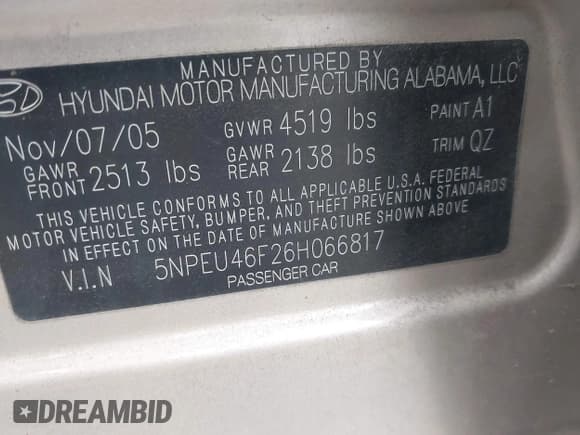 MANUFACTURED BY
HYUNDAI MOTOR MANUFACTURING ALABAMA, LLC
Nov/07/05 GVWR 4519 lbs PAINT A1
GAWR FRONT 2513 lbs GAWR REAR 2138 lbs TRIM QZ
THIS VEHICLE CONFORMS TO ALL APPLICABLE U.S.A. FEDERAL
MOTOR VEHICLE SAFETY, BUMPER, AND THEFT PREVENTION STANDARDS
IN EFFECT ON THE DATE OF MANUFACTURE SHOWN ABOVE
V.I.N 5NPEU46F26H066817
PASSENGER CAR
DREAMBID